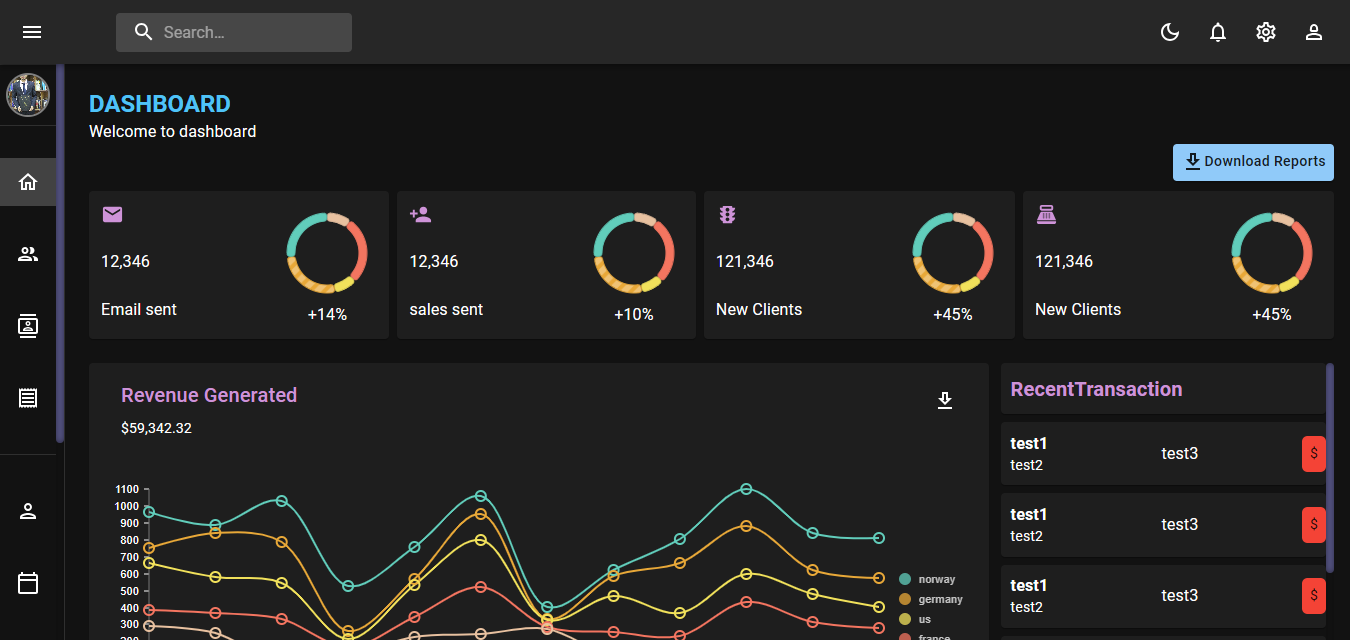 Search...
DASHBOARD
Welcome to dashboard
Download Reports
12,346
Email sent
+14%
12,346
sales sent
+10%
121,346
New Clients
+45%
121,346
New Clients
+45%
Revenue Generated
$59,342.32
1100
1000
900
800
700
600
500
400
300
200
norway
germany
us
france
RecentTransaction
test1
test2
test3
$
test1
test2
test3
$
test1
test2
test3
$